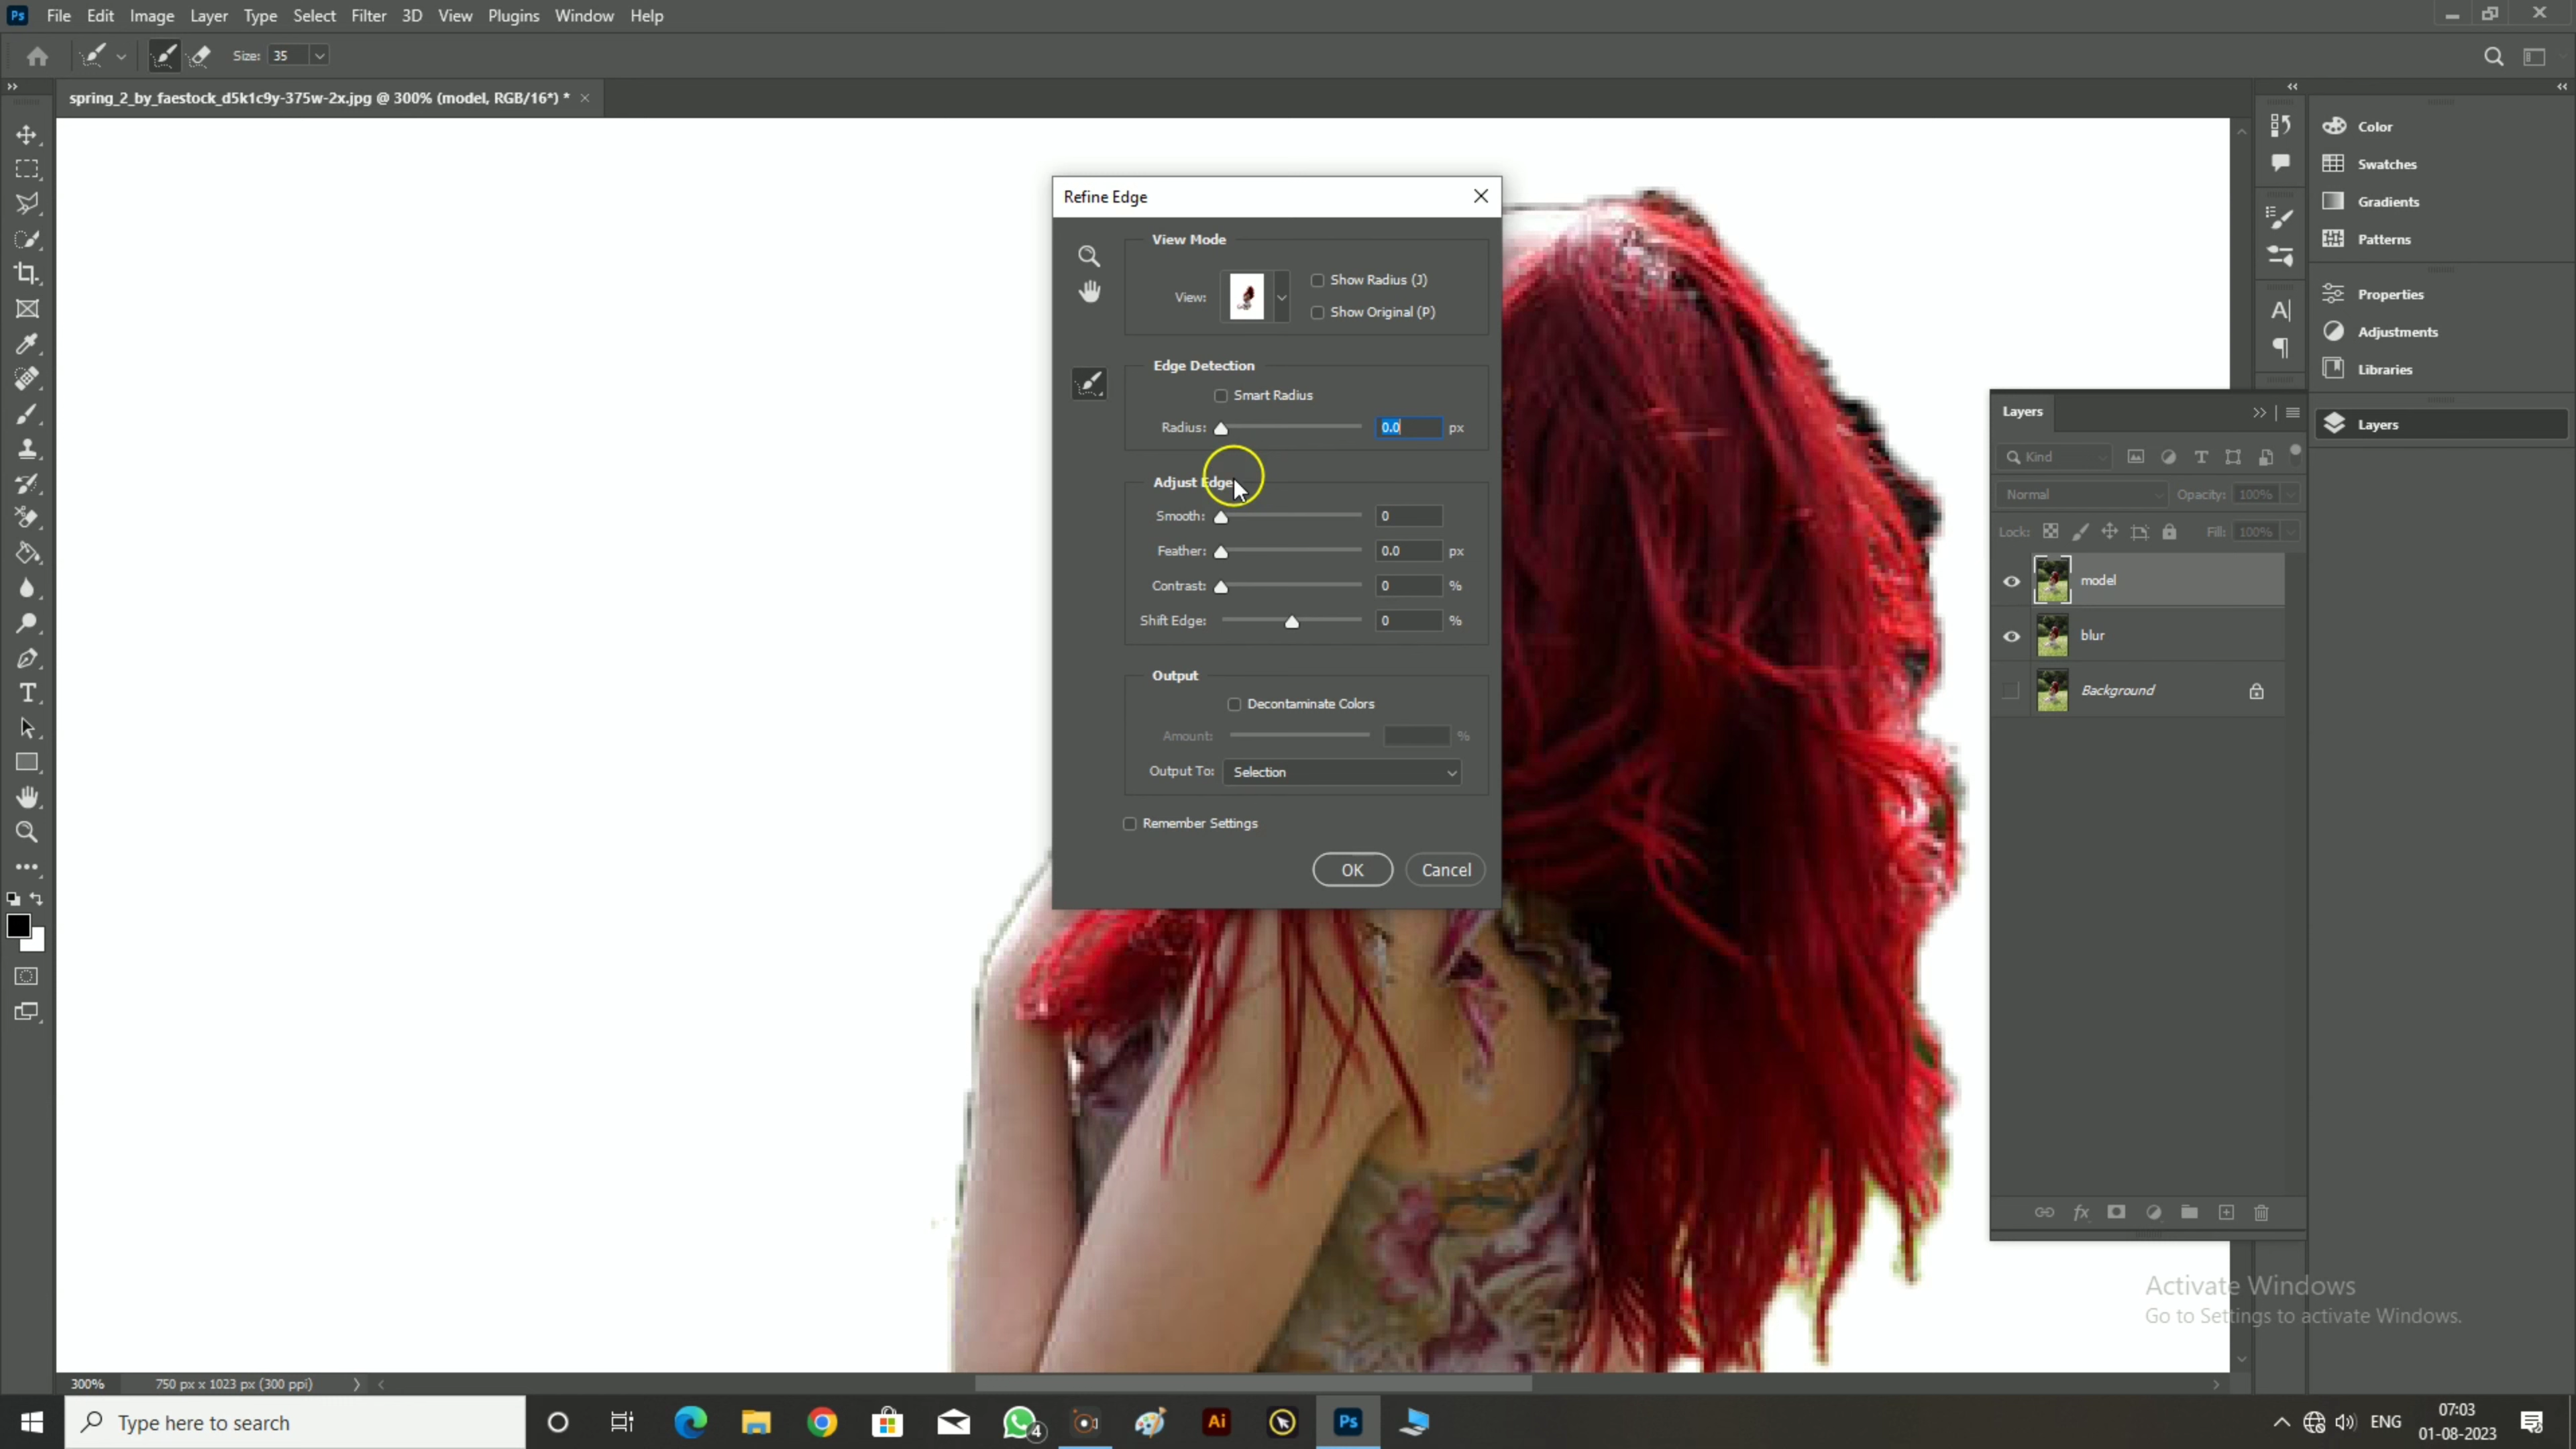 Ps File Edit Image Layer Type Select Filter 3D View Plugins Window Help
Size: 35
spring_2_by_faestock_d5k1c9y-375w-2x.jpg @ 300% (model, RGB/16*) *
Refine Edge
View Mode
View:
Show Radius (J)
Show Original (P)
Edge Detection
Smart Radius
Radius: 0.0 px
Adjust Edge
Smooth: 0
Feather: 0.0 px
Contrast: 0 %
Shift Edge: 0 %
Output
Decontaminate Colors
Amount: %
Output To: Selection
Remember Settings
OK Cancel
Color
Swatches
Gradients
Patterns
Properties
Adjustments
Libraries
Layers
Layers
Kind
Normal Opacity: 100%
Lock: Fill: 100%
model
blur
Background
fx
Activate Windows
Go to Settings to activate Windows.
300% 750 px x 1023 px (300 ppi)
Type here to search
4
Ai
Ps
ENG
07:03
01-08-2023